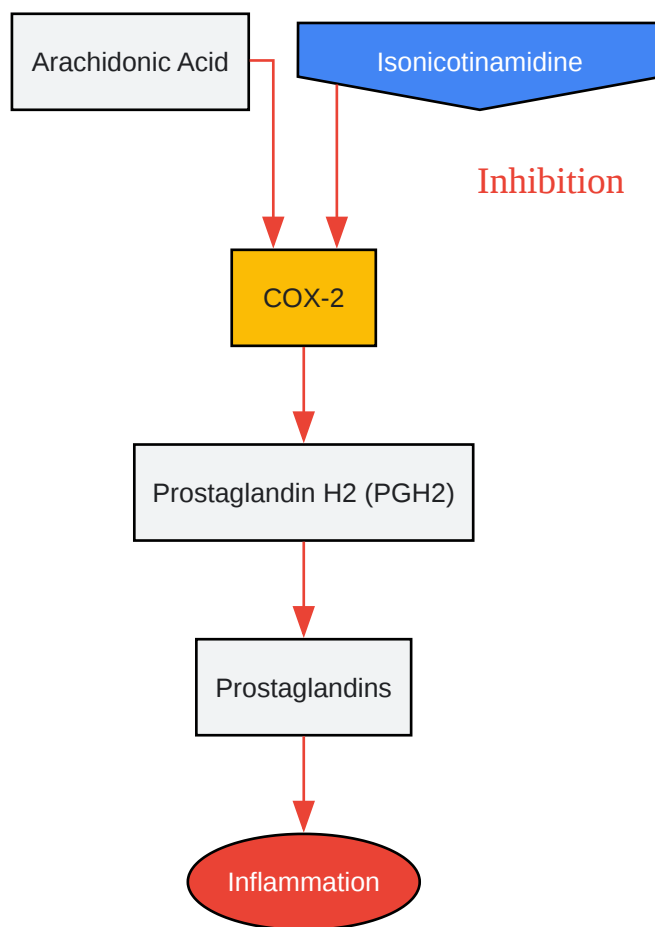 Arachidonic Acid
Isonicotinamidine
Inhibition
COX-2
Prostaglandin H2 (PGH2)
Prostaglandins
Inflammation